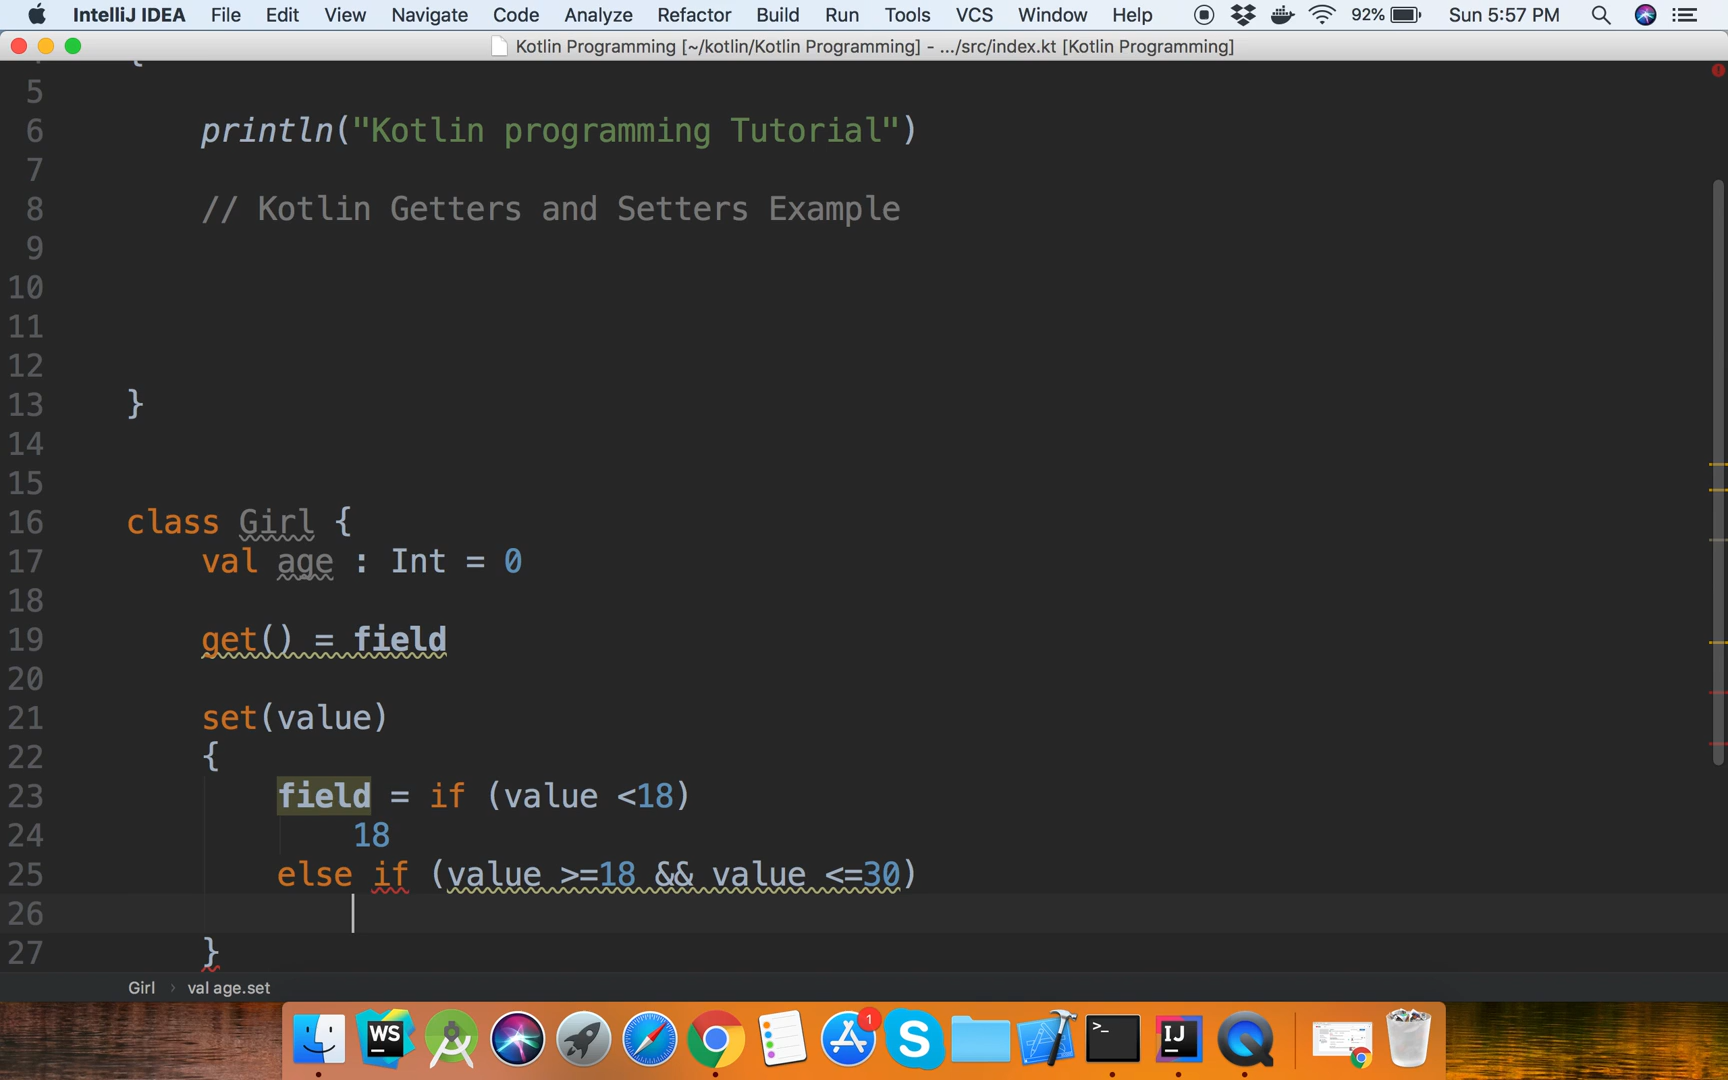 IntelliJ IDEA File Edit View Navigate Code Analyze Refactor Build Run Tools VCS Window Help 92% Sun 5:57 PM
Kotlin Programming [~/kotlin/Kotlin Programming] - .../src/index.kt [Kotlin Programming]
{
5
6 println("Kotlin programming Tutorial")
7
8 // Kotlin Getters and Setters Example
9
10
11
12
13 }
14
15
16 class Girl {
17 val age : Int = 0
18
19 get() = field
20
21 set(value)
22 {
23 field = if (value <18)
24 18
25 else if (value >=18 && value <=30)
26
27 }
Girl › val age.set
WS 1 S >_ IJ